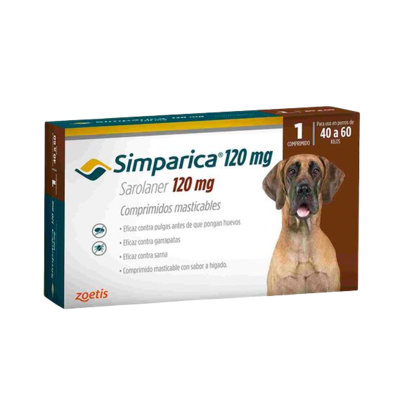 1
COMPRIMIDO
Para uso en perros de
40 a 60
KILOS
Simparica® 120 mg
Sarolaner 120 mg
Comprimidos masticables
• Eficaz contra pulgas antes de que pongan huevos
• Eficaz contra garrapatas
• Eficaz contra sarna
• Comprimido masticable con sabor a hígado.
zoetis